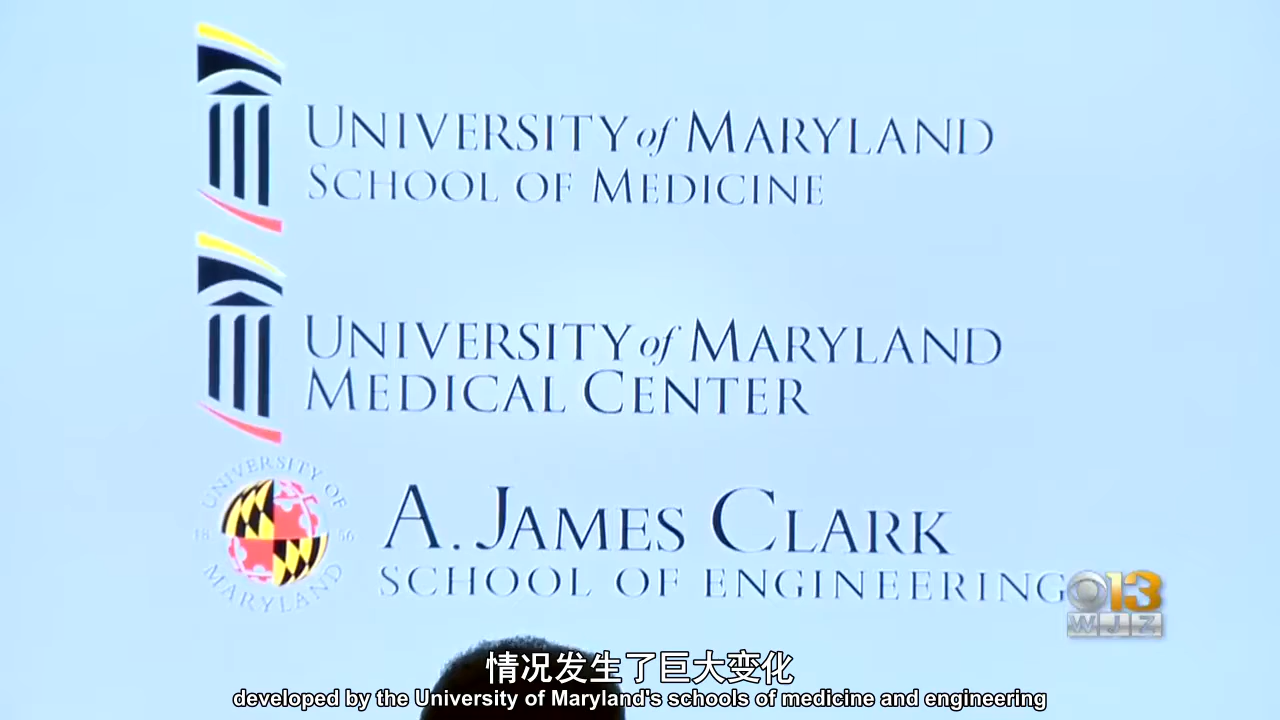 UNIVERSITY of MARYLAND
SCHOOL OF MEDICINE
UNIVERSITY of MARYLAND
MEDICAL CENTER
UNIVERSITY OF MARYLAND
18 56
A. JAMES CLARK
SCHOOL OF ENGINEERING
13
WJZ
情况发生了巨大变化
developed by the University of Maryland's schools of medicine and engineering